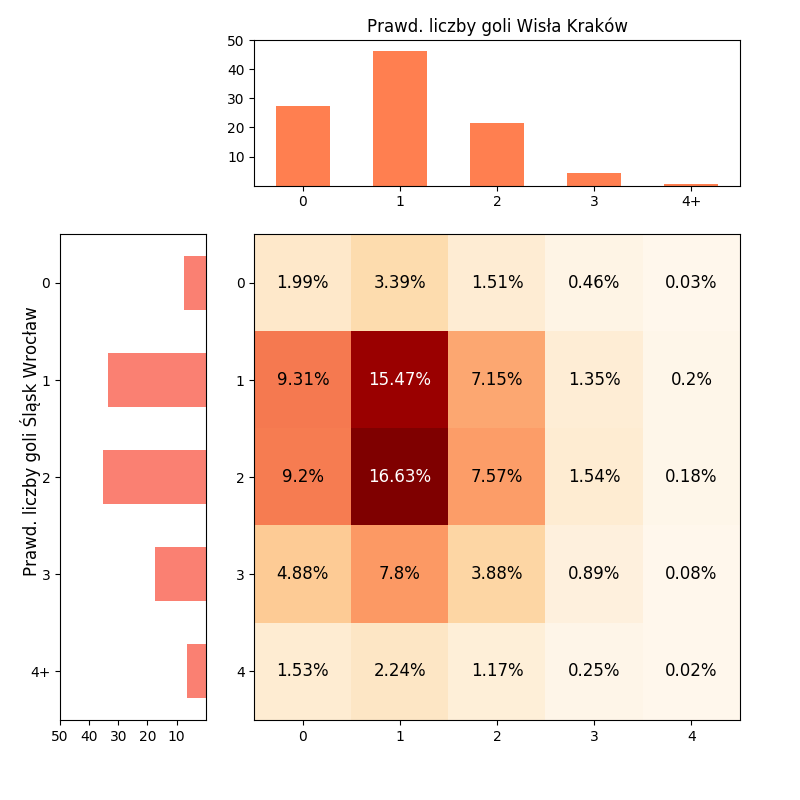 Prawd. liczby goli Wisła Kraków
50
40
30
20
10
0 1 2 3 4+
Prawd. liczby goli Śląsk Wrocław
0
1
2
3
4+
50 40 30 20 10
0 1.99% 3.39% 1.51% 0.46% 0.03%
1 9.31% 15.47% 7.15% 1.35% 0.2%
2 9.2% 16.63% 7.57% 1.54% 0.18%
3 4.88% 7.8% 3.88% 0.89% 0.08%
4 1.53% 2.24% 1.17% 0.25% 0.02%
0 1 2 3 4